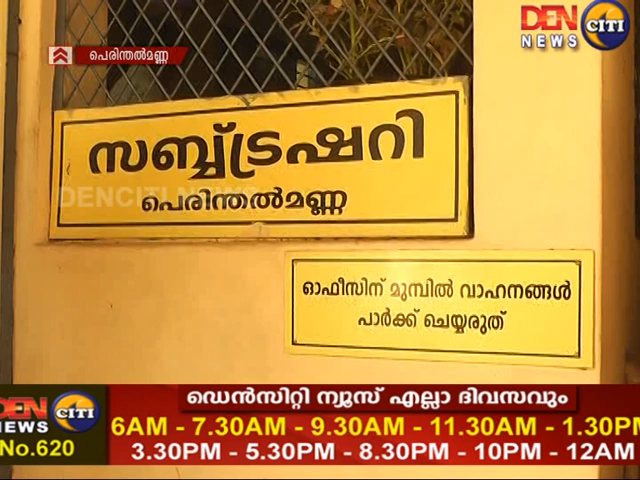 DEN CITI
NEWS
പെരിന്തൽമണ്ണ
സബ്ബ്ട്രഷറി
DENCITI NEWS
പെരിന്തൽമണ്ണ
ഓഫീസിന് മുമ്പിൽ വാഹനങ്ങൾ
പാർക്ക് ചെയ്യരുത്
DEN CITI
NEWS
No.620
ഡെൻസിറ്റി ന്യൂസ് എല്ലാ ദിവസവും
6AM - 7.30AM - 9.30AM - 11.30AM - 1.30PM
3.30PM - 5.30PM - 8.30PM - 10PM - 12AM